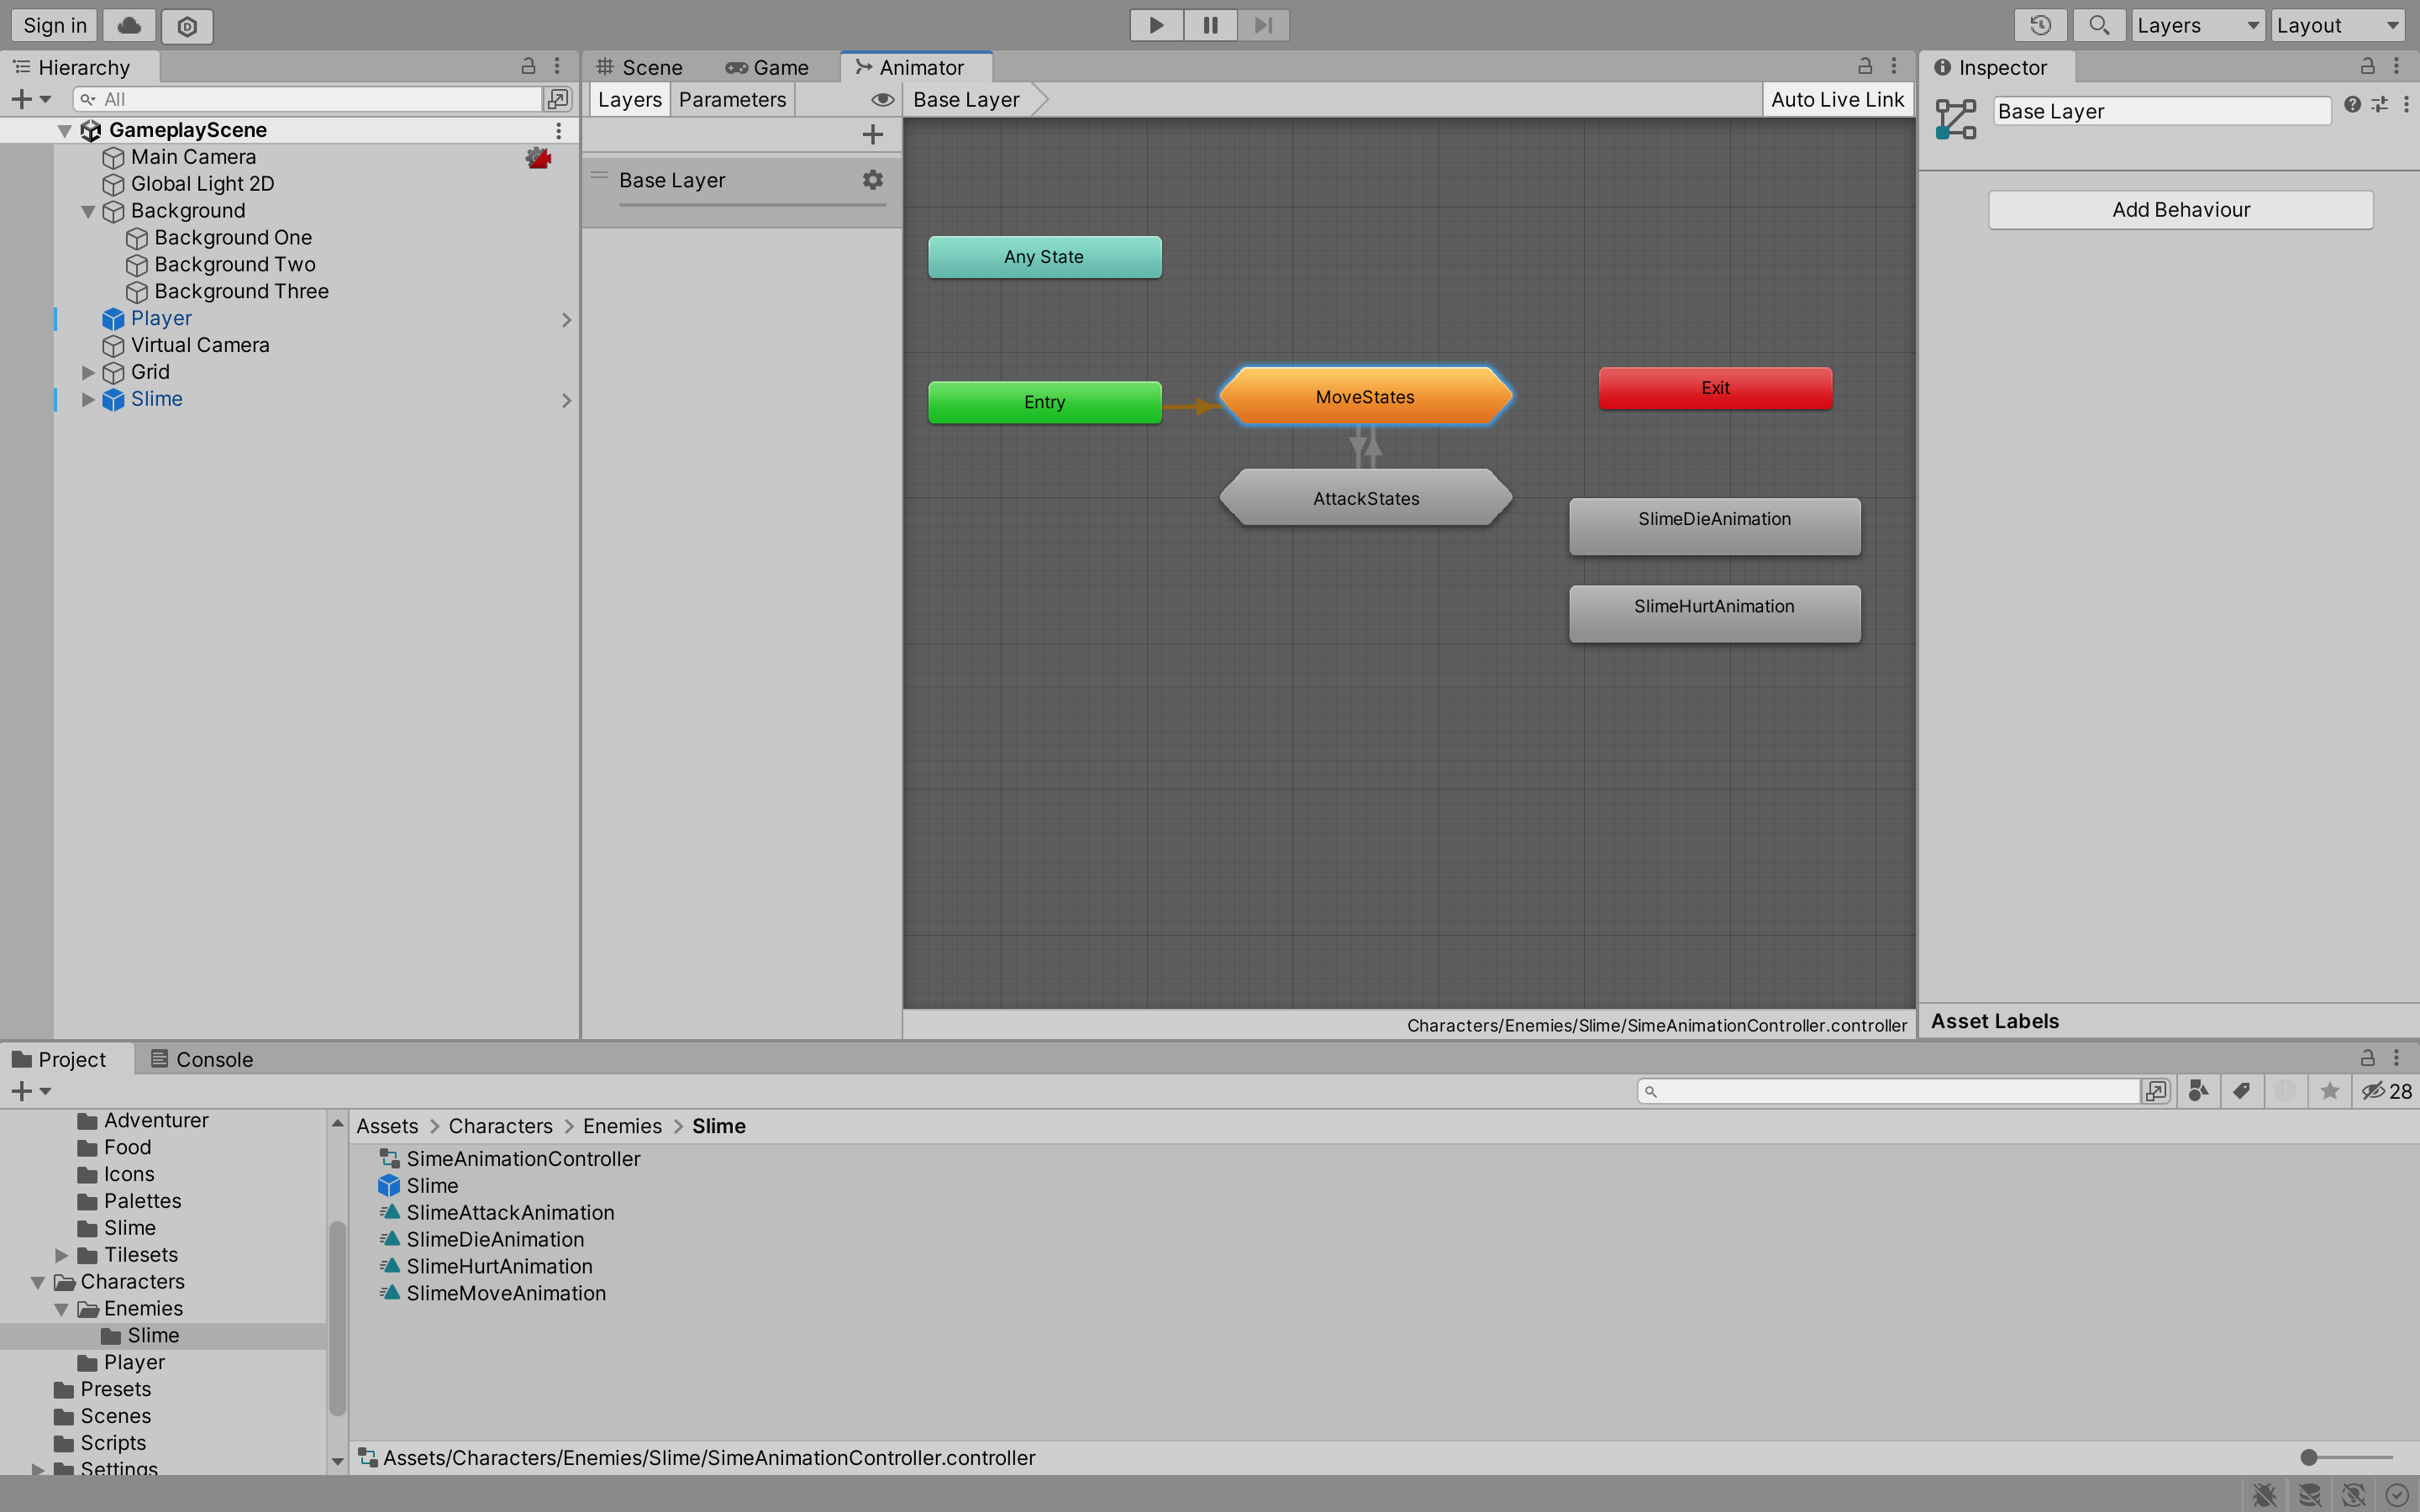 Sign in
Layers
Layout
Hierarchy
All
GameplayScene
Main Camera
Global Light 2D
Background
Background One
Background Two
Background Three
Player
Virtual Camera
Grid
Slime
Scene
Game
Animator
Layers
Parameters
Base Layer
Auto Live Link
Base Layer
Any State
Entry
MoveStates
Exit
AttackStates
SlimeDieAnimation
SlimeHurtAnimation
Characters/Enemies/Slime/SimeAnimationController.controller
Inspector
Base Layer
Add Behaviour
Asset Labels
Project
Console
28
Adventurer
Food
Icons
Palettes
Slime
Tilesets
Characters
Enemies
Slime
Player
Presets
Scenes
Scripts
Settings
Assets > Characters > Enemies > Slime
SimeAnimationController
Slime
SlimeAttackAnimation
SlimeDieAnimation
SlimeHurtAnimation
SlimeMoveAnimation
Assets/Characters/Enemies/Slime/SimeAnimationController.controller